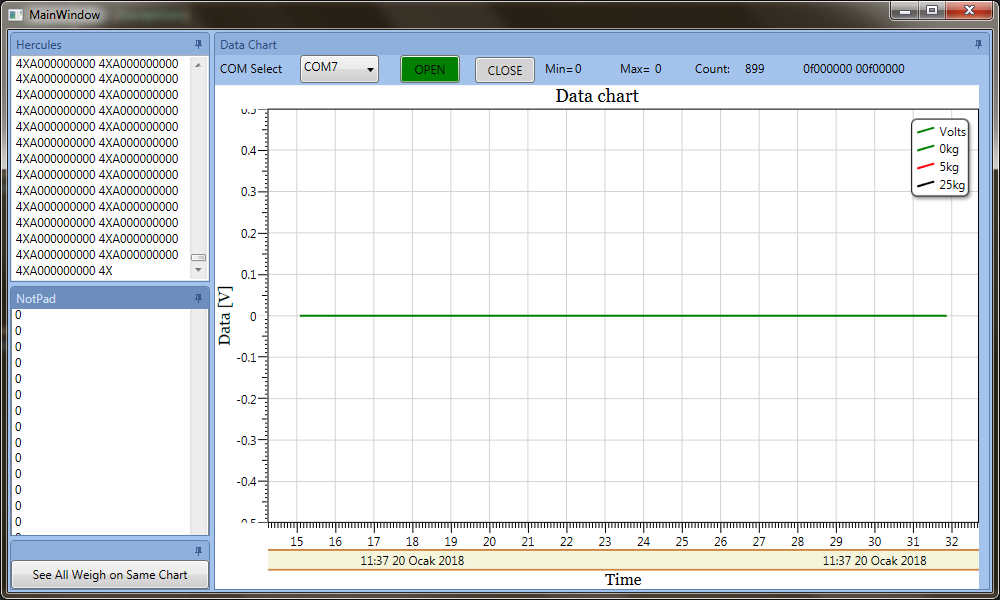 MainWindow
Hercules
4XA000000000 4XA000000000
4XA000000000 4XA000000000
4XA000000000 4XA000000000
4XA000000000 4XA000000000
4XA000000000 4XA000000000
4XA000000000 4XA000000000
4XA000000000 4XA000000000
4XA000000000 4XA000000000
4XA000000000 4XA000000000
4XA000000000 4XA000000000
4XA000000000 4XA000000000
4XA000000000 4XA000000000
4XA000000000 4XA000000000
4XA000000000 4X
NotPad
0
0
0
0
0
0
0
0
0
0
0
0
0
0
See All Weigh on Same Chart
Data Chart
COM Select COM7 OPEN CLOSE Min= 0 Max= 0 Count: 899 0f000000 00f00000
Data chart
Volts
0kg
5kg
25kg
Data [V]
0.5
0.4
0.3
0.2
0.1
0
-0.1
-0.2
-0.3
-0.4
-0.5
15 16 17 18 19 20 21 22 23 24 25 26 27 28 29 30 31 32
11:37 20 Ocak 2018 11:37 20 Ocak 2018
Time